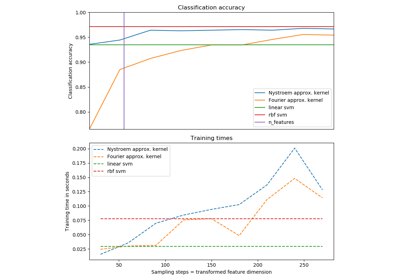 Classification accuracy
1.00
0.95
0.90
0.85
0.80
Classification accuracy
Nystroem approx. kernel
Fourier approx. kernel
linear svm
rbf svm
n_features
Training times
0.200
0.175
0.150
0.125
0.100
0.075
0.050
0.025
Training time in seconds
Nystroem approx. kernel
Fourier approx. kernel
linear svm
rbf svm
50
100
150
200
250
Sampling steps = transformed feature dimension